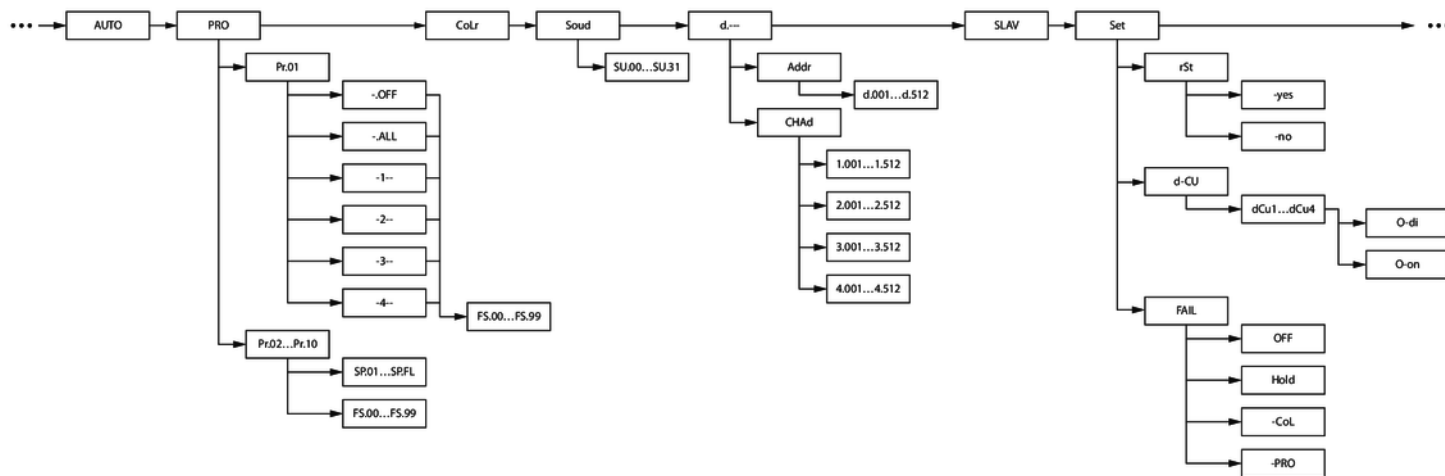 ••• AUTO PRO CoLr Soud d.--- SLAV Set •••
Pr.01
-.OFF
-.ALL
-1--
-2--
-3--
-4--
FS.00...FS.99
Pr.02...Pr.10
SP.01...SP.FL
FS.00...FS.99
SU.00...SU.31
Addr
d.001...d.512
CHAd
1.001...1.512
2.001...2.512
3.001...3.512
4.001...4.512
rSt
-yes
-no
d-CU
dCu1...dCu4
O-di
O-on
FAIL
OFF
Hold
-CoL
-PRO